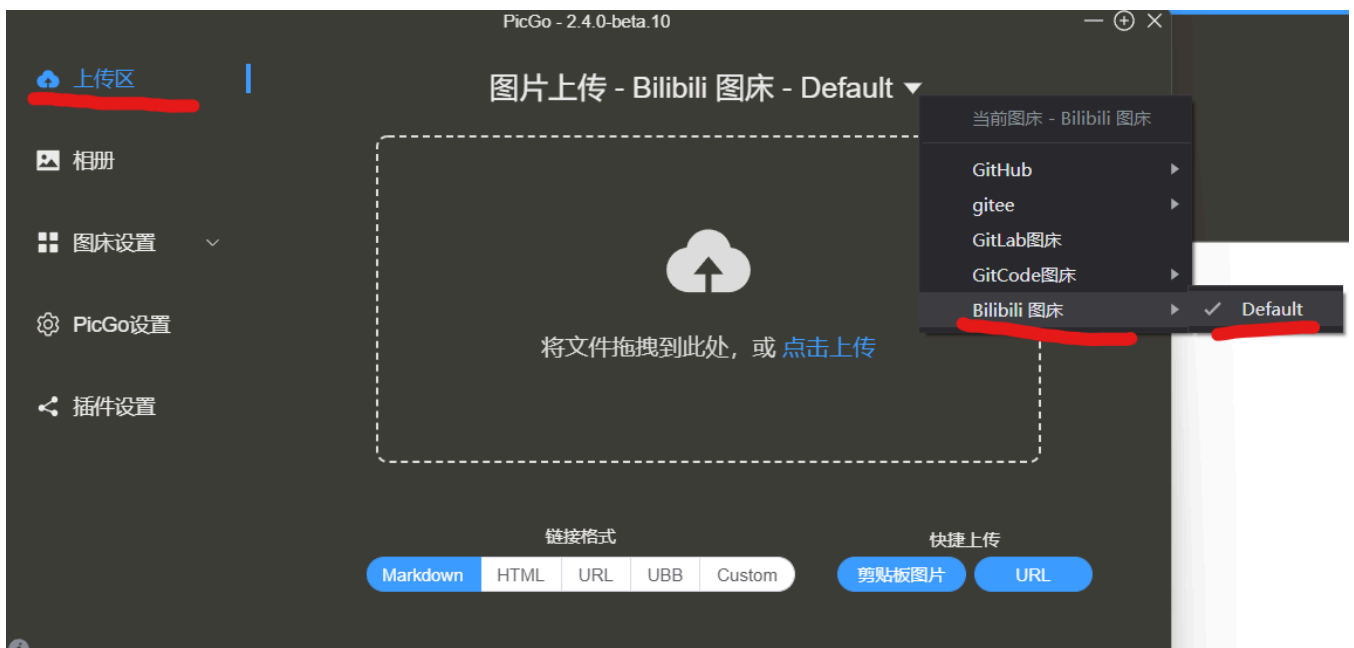 PicGo - 2.4.0-beta.10
上传区
图片上传 - Bilibili 图床 - Default
当前图床 - Bilibili 图床
相册
GitHub
gitee
图床设置
GitLab图床
GitCode图床
Bilibili 图床
Default
PicGo设置
将文件拖拽到此处，或 点击上传
插件设置
链接格式
快捷上传
Markdown HTML URL UBB Custom
剪贴板图片 URL